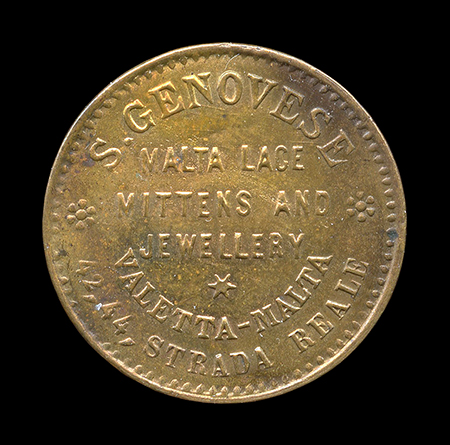 S. GENOVESE
MALTA LACE
MITTENS AND
JEWELLERY
VALETTA-MALTA
42, 44, STRADA REALE